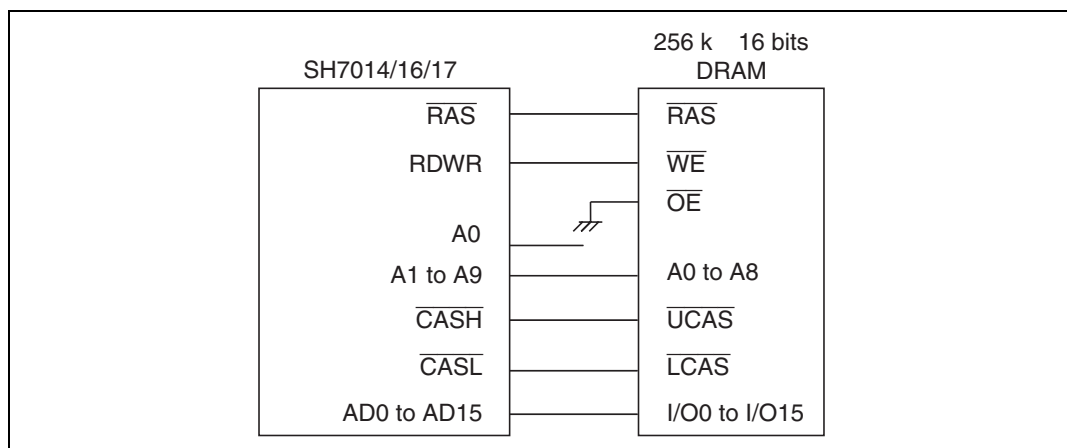 256 k 16 bits
SH7014/16/17 DRAM
RAS RAS
RDWR WE
OE
A0
A1 to A9 A0 to A8
CASH UCAS
CASL LCAS
AD0 to AD15 I/O0 to I/O15